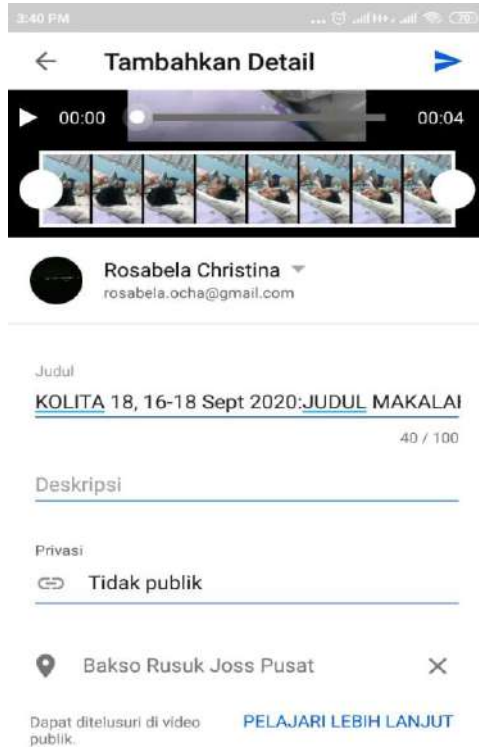 3:40 PM
70
Tambahkan Detail
00:00
00:04
Rosabela Christina
rosabela.ocha@gmail.com
Judul
KOLITA 18, 16-18 Sept 2020:JUDUL MAKALAH
40 / 100
Deskripsi
Privasi
Tidak publik
Bakso Rusuk Joss Pusat
Dapat ditelusuri di video
publik.
PELAJARI LEBIH LANJUT